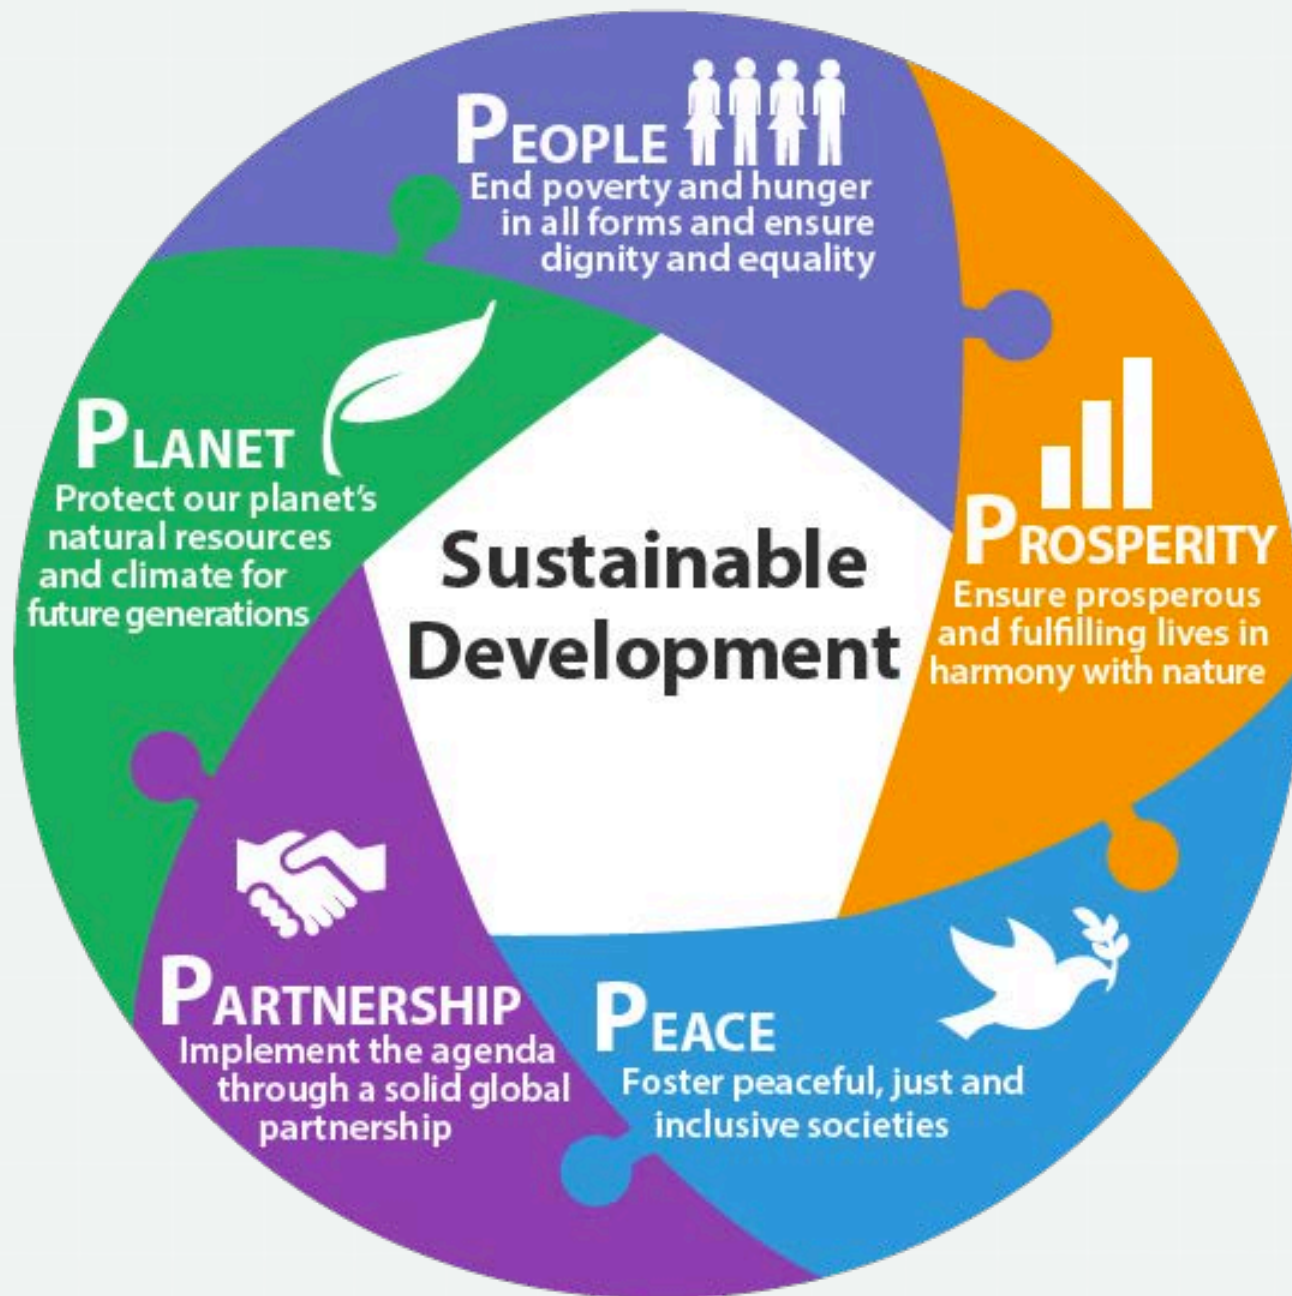 PEOPLE
End poverty and hunger
in all forms and ensure
dignity and equality
PROSPERITY
Ensure prosperous
and fulfilling lives in
harmony with nature
PEACE
Foster peaceful, just and
inclusive societies
PARTNERSHIP
Implement the agenda
through a solid global
partnership
PLANET
Protect our planet's
natural resources
and climate for
future generations
Sustainable
Development